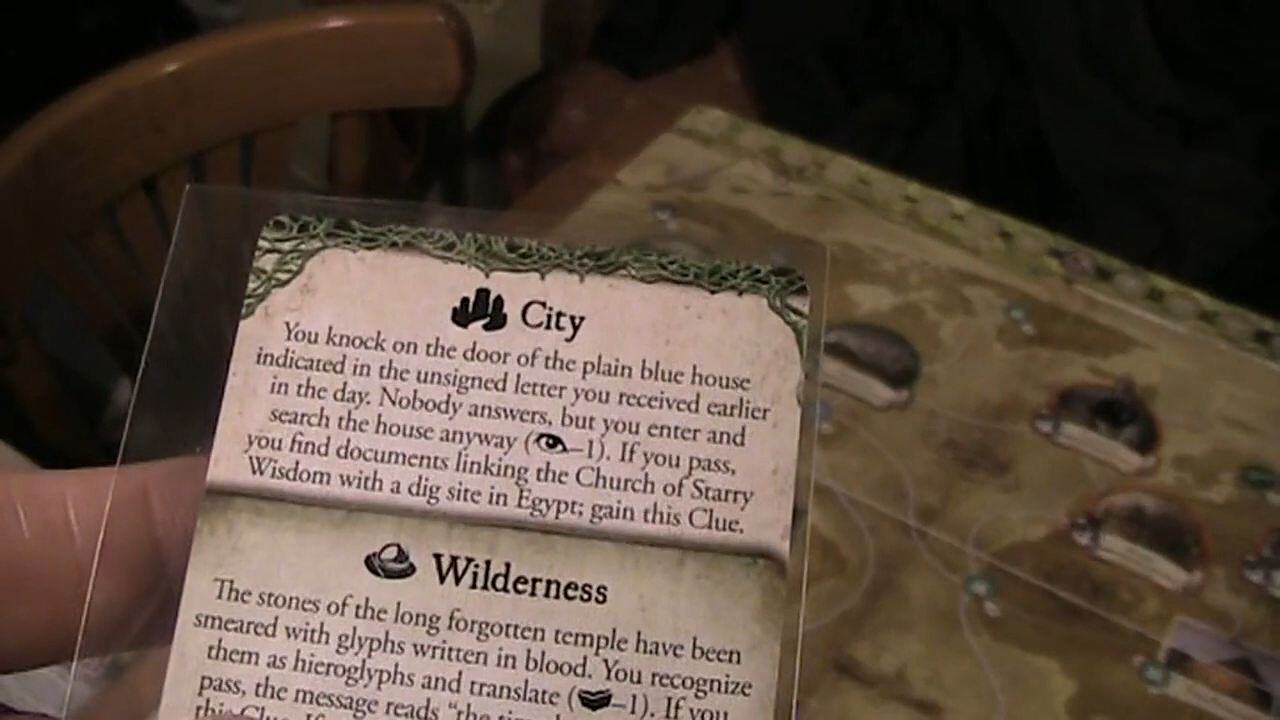 City
You knock on the door of the plain blue house
indicated in the unsigned letter you received earlier
in the day. Nobody answers, but you enter and
search the house anyway (–1). If you pass,
you find documents linking the Church of Starry
Wisdom with a dig site in Egypt; gain this Clue.
Wilderness
The stones of the long forgotten temple have been
smeared with glyphs written in blood. You recognize
them as hieroglyphs and translate (–1). If you
pass, the message reads "the
this Clue. If